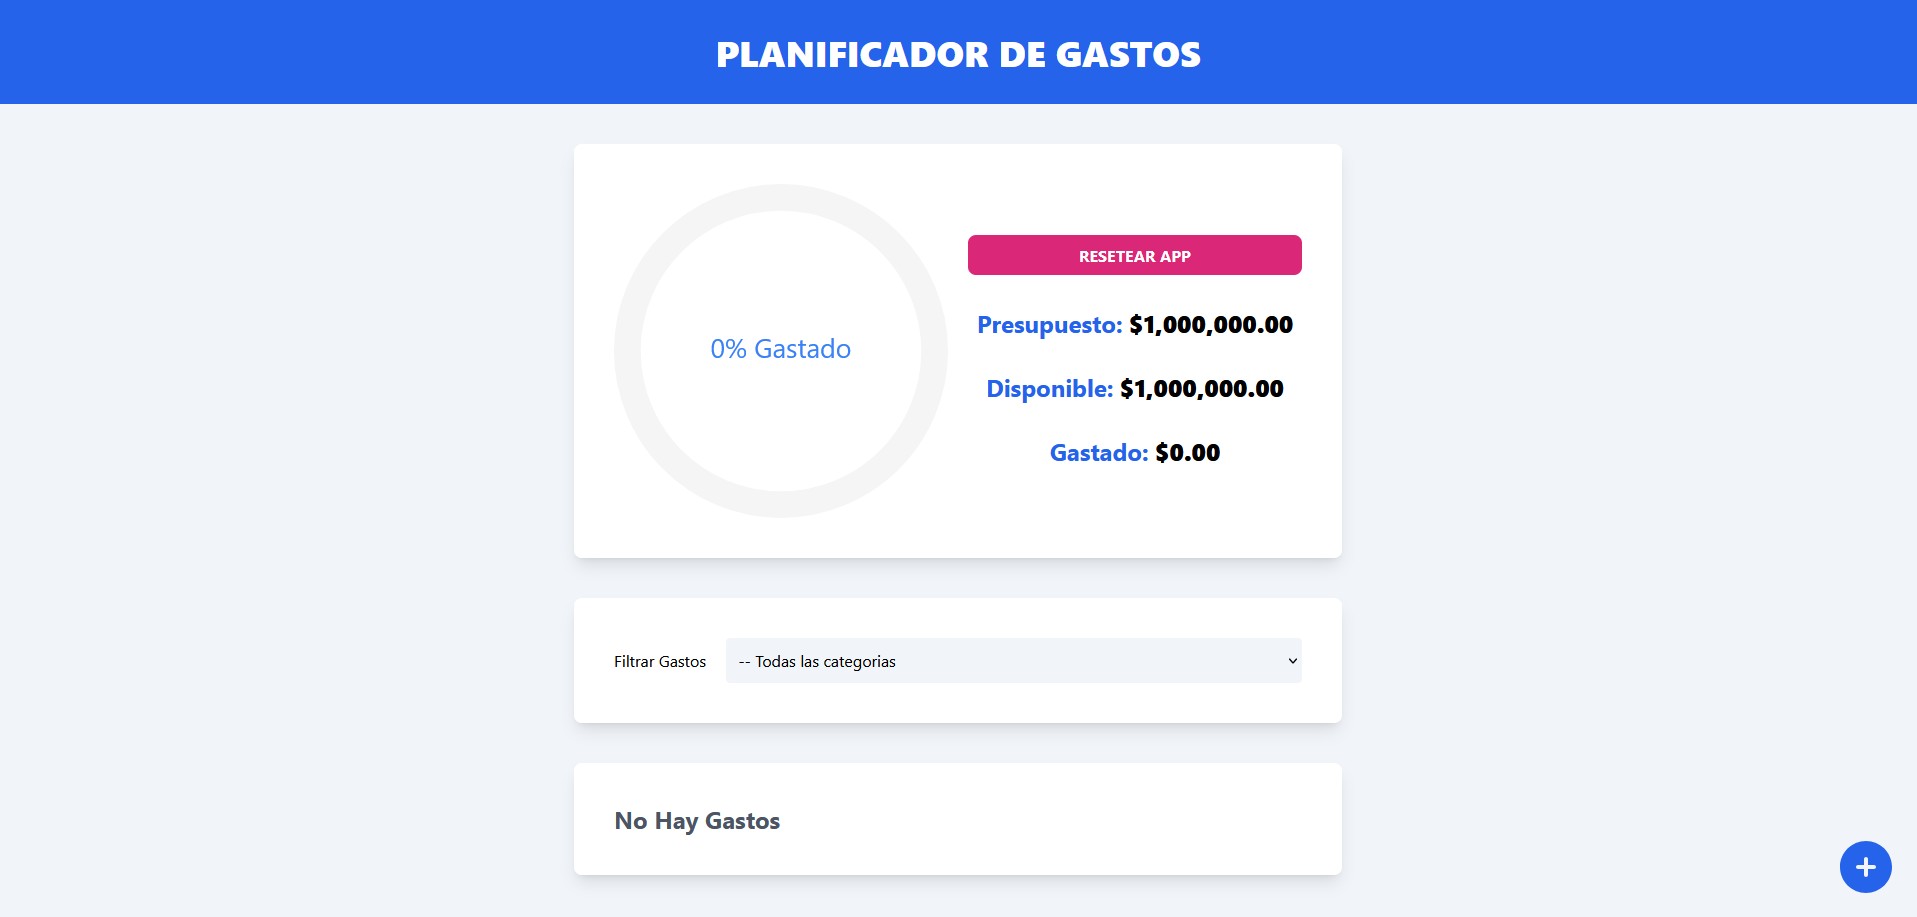 PLANIFICADOR DE GASTOS
0% Gastado
RESETEAR APP
Presupuesto: $1,000,000.00
Disponible: $1,000,000.00
Gastado: $0.00
Filtrar Gastos
-- Todas las categorias
No Hay Gastos